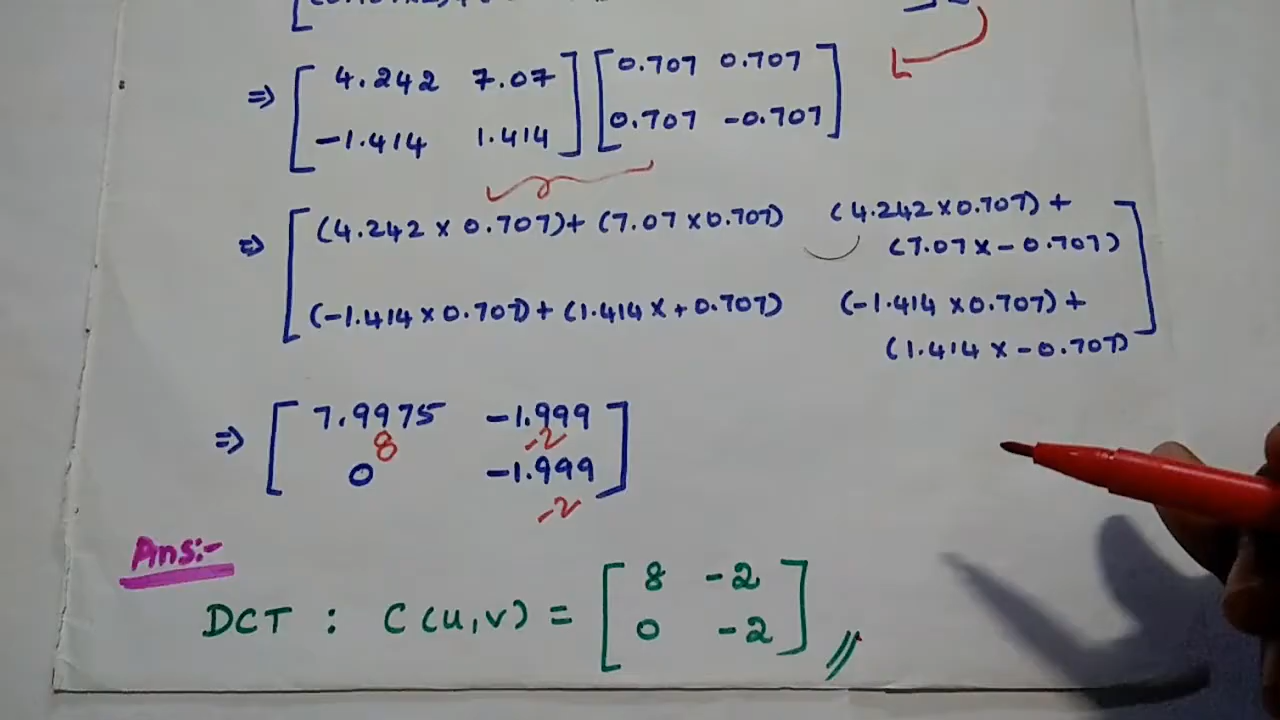 ⇒ [ 4.242 7.07 ] [ 0.707 0.707 ]
[ -1.414 1.414 ] [ 0.707 -0.707 ]
⇒ [ (4.242 × 0.707) + (7.07 × 0.707) (4.242 × 0.707) +
(7.07 × -0.707) ]
(-1.414 × 0.707) + (1.414 × + 0.707) (-1.414 × 0.707) +
(1.414 × -0.707)
⇒ [ 7.9975 -1.999 ]
8 -2
0 -1.999
-2
Ans:-
DCT : C(u,v) = [ 8 -2 ]
[ 0 -2 ] //